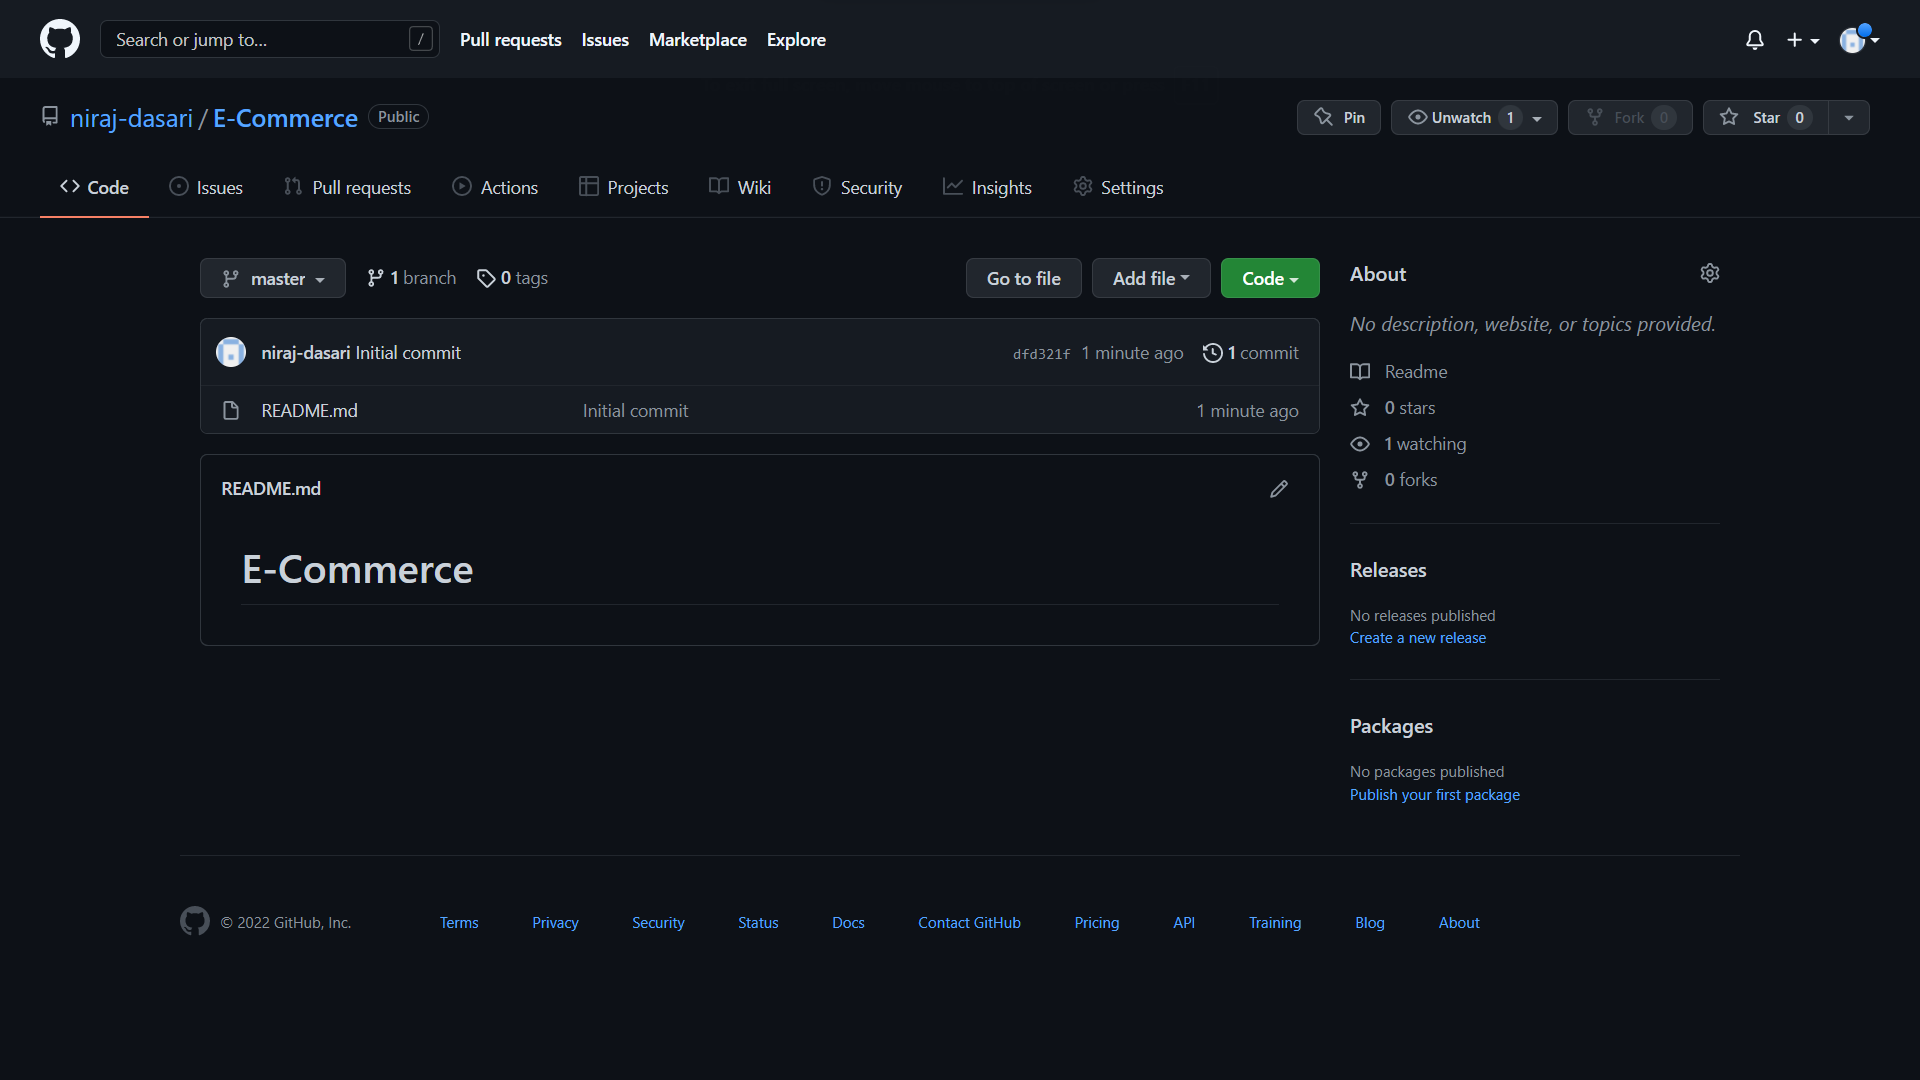 Search or jump to... / Pull requests Issues Marketplace Explore
niraj-dasari / E-Commerce Public Pin Unwatch 1 Fork 0 Star 0
Code Issues Pull requests Actions Projects Wiki Security Insights Settings
master 1 branch 0 tags Go to file Add file Code
niraj-dasari Initial commit dfd321f 1 minute ago 1 commit
README.md Initial commit 1 minute ago
README.md
E-Commerce
About
No description, website, or topics provided.
Readme
0 stars
1 watching
0 forks
Releases
No releases published
Create a new release
Packages
No packages published
Publish your first package
© 2022 GitHub, Inc. Terms Privacy Security Status Docs Contact GitHub Pricing API Training Blog About